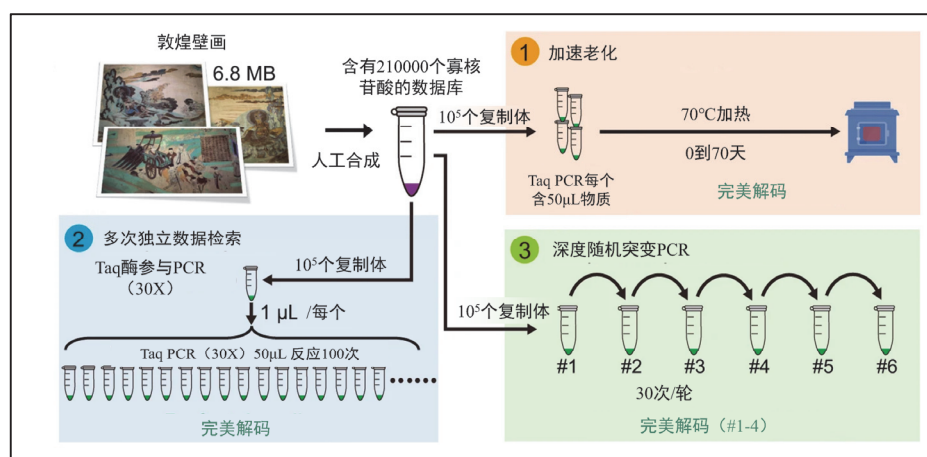 敦煌壁画
6.8 MB
含有210000个寡核
苷酸的数据库
人工合成
10⁵个复制体
1 加速老化
70℃加热
0到70天
Taq PCR每个
含50μL物质
完美解码
2 多次独立数据检索
Taq酶参与PCR
（30X）
10⁵个复制体
1 μL /每个
Taq PCR（30X）50μL 反应100次
完美解码
10⁵个复制体
3 深度随机突变PCR
#1 #2 #3 #4 #5 #6
30次/轮
完美解码（#1-4）